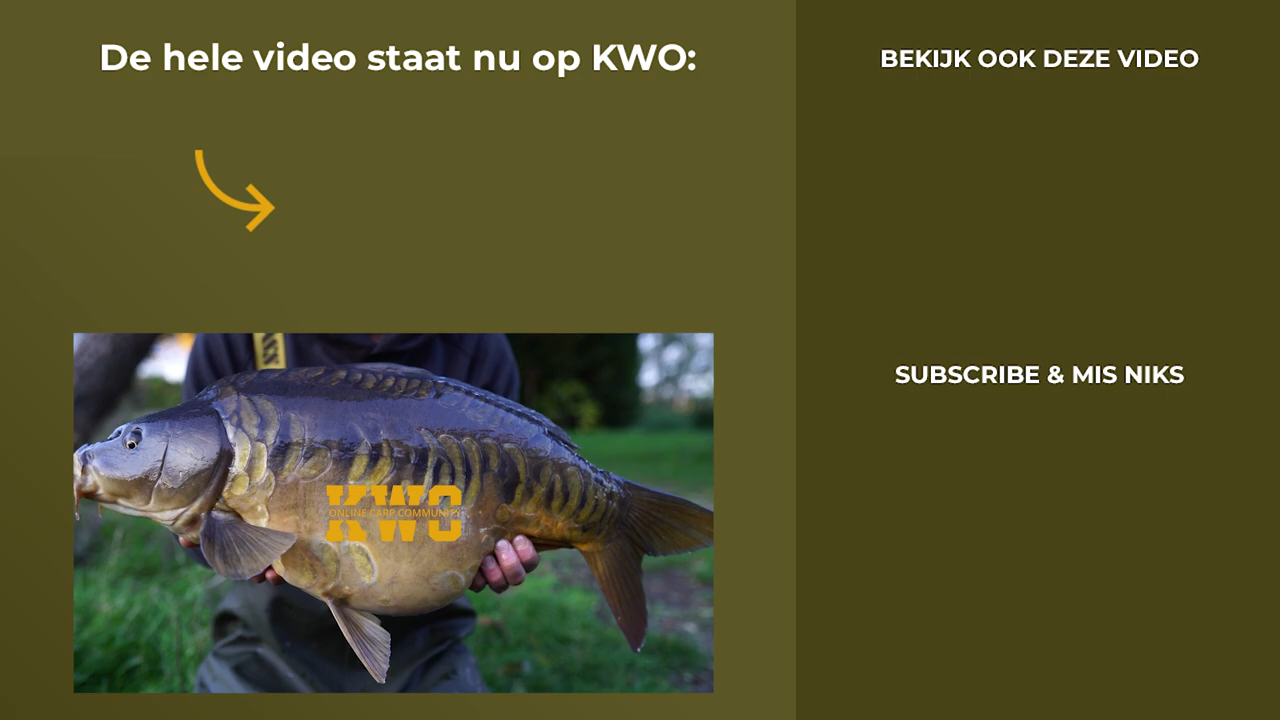 De hele video staat nu op KWO:
BEKIJK OOK DEZE VIDEO
SUBSCRIBE & MIS NIKS
KWO
ONLINE CARP COMMUNITY